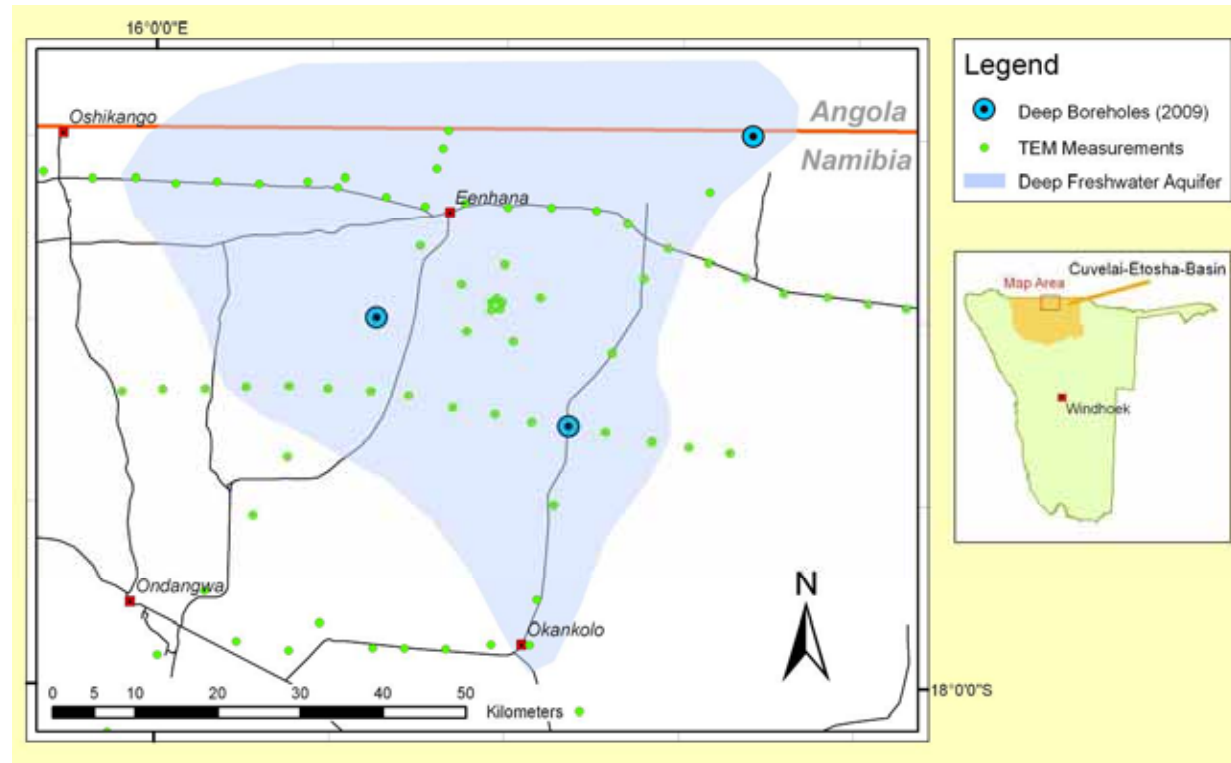 16°0'0"E
Oshikango
Angola
Namibia
Eenhana
Ondangwa
Okankolo
N
0 5 10 20 30 40 50
Kilometers
18°0'0"S
Legend
Deep Boreholes (2009)
TEM Measurements
Deep Freshwater Aquifer
Cuvelai-Etosha-Basin
Map Area
Windhoek